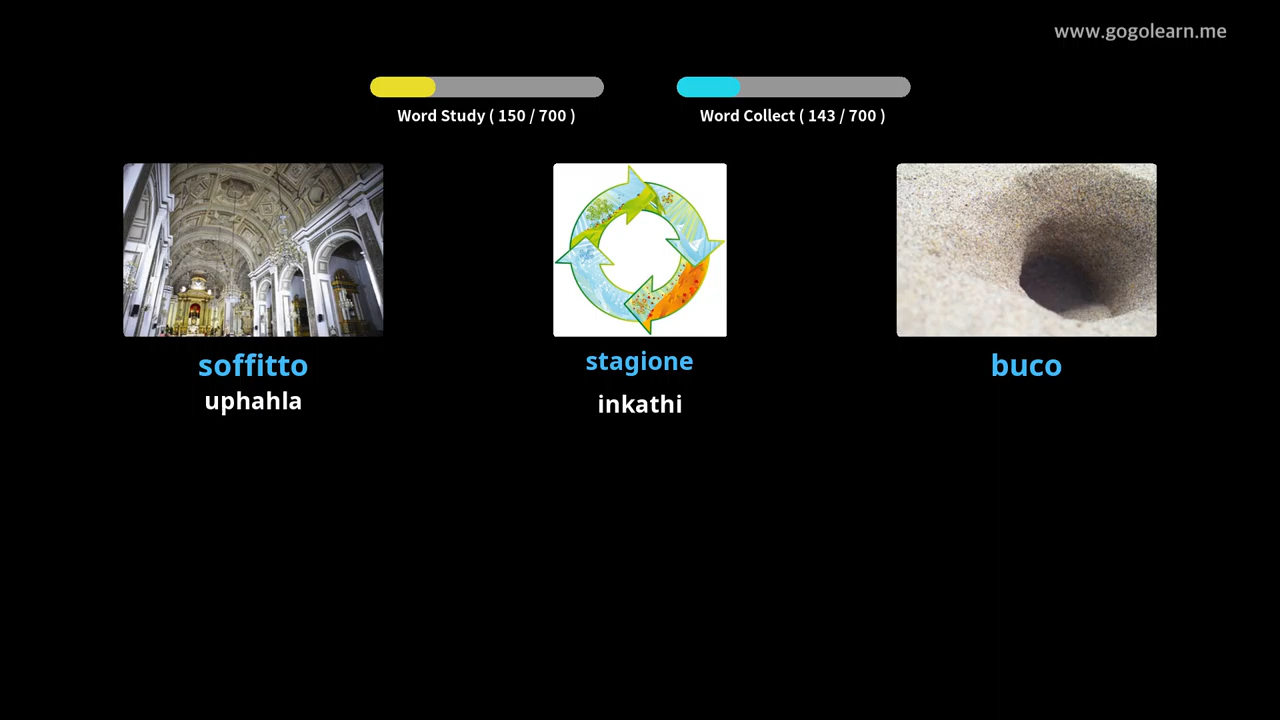 www.gogolearn.me
Word Study ( 150 / 700 )
Word Collect ( 143 / 700 )
soffitto
uphahla
stagione
inkathi
buco